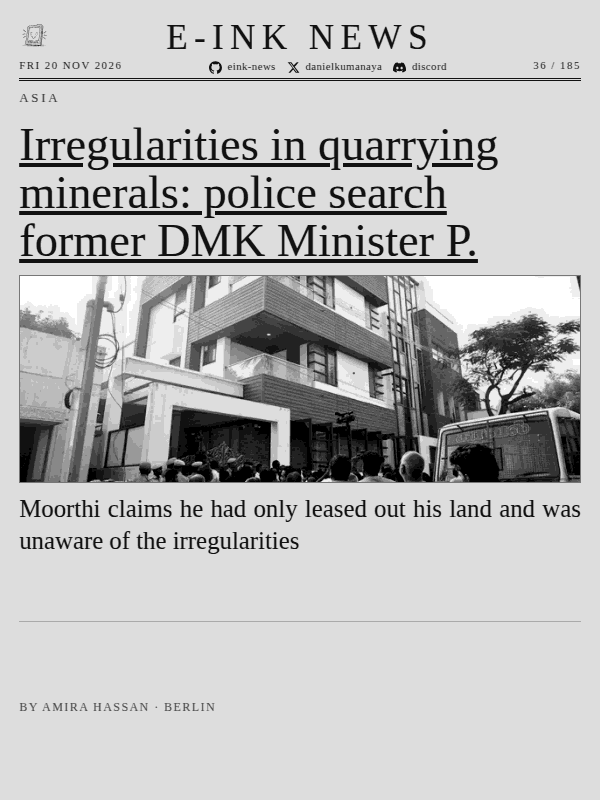 E-INK NEWS
FRI 20 NOV 2026
eink-news
danielkumanaya
discord
36 / 185
ASIA
Irregularities in quarrying
minerals: police search
former DMK Minister P.
Moorthi claims he had only leased out his land and was
unaware of the irregularities
BY AMIRA HASSAN · BERLIN